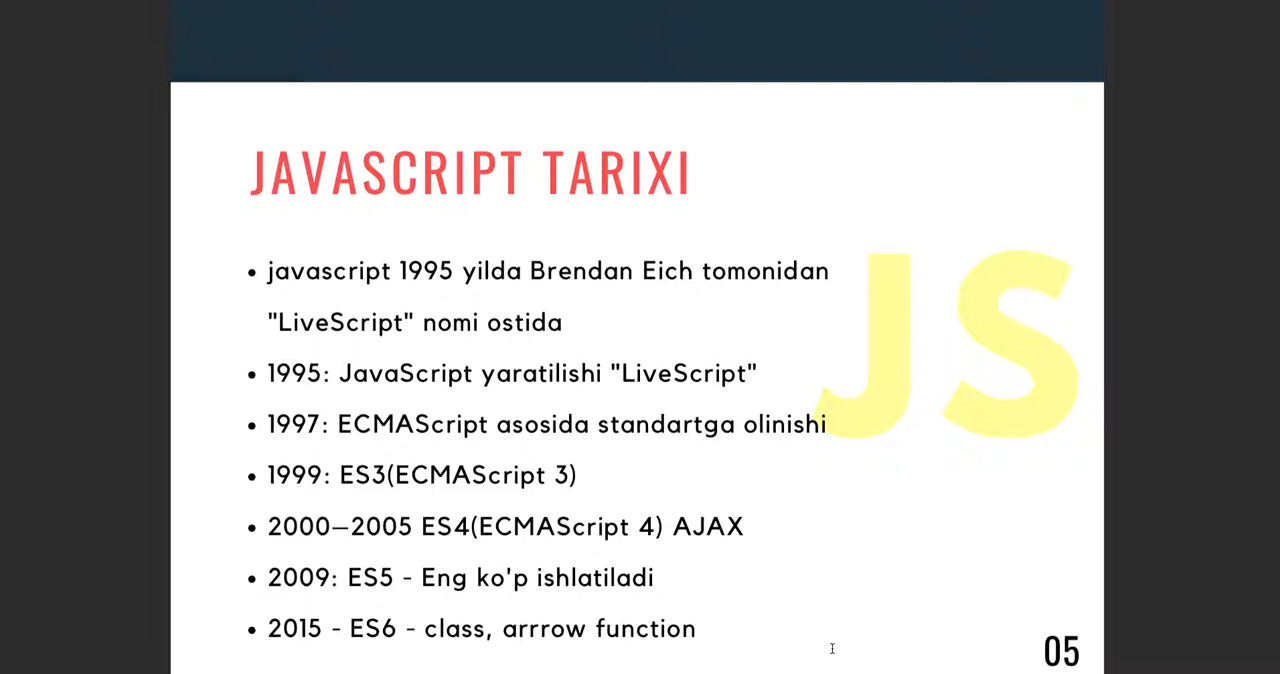 JAVASCRIPT TARIXI
• javascript 1995 yilda Brendan Eich tomonidan
"LiveScript" nomi ostida
• 1995: JavaScript yaratilishi "LiveScript"
• 1997: ECMAScript asosida standartga olinishi
• 1999: ES3(ECMAScript 3)
• 2000–2005 ES4(ECMAScript 4) AJAX
• 2009: ES5 - Eng ko'p ishlatiladi
• 2015 - ES6 - class, arrrow function
JS
05